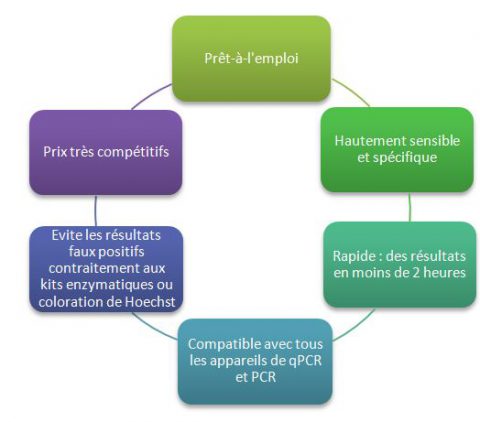 Prêt-à-l'emploi
Hautement sensible
et spécifique
Rapide : des résultats
en moins de 2 heures
Compatible avec tous
les appareils de qPCR
et PCR
Evite les résultats
faux positifs
contraitement aux
kits enzymatiques ou
coloration de Hoechst
Prix très compétitifs